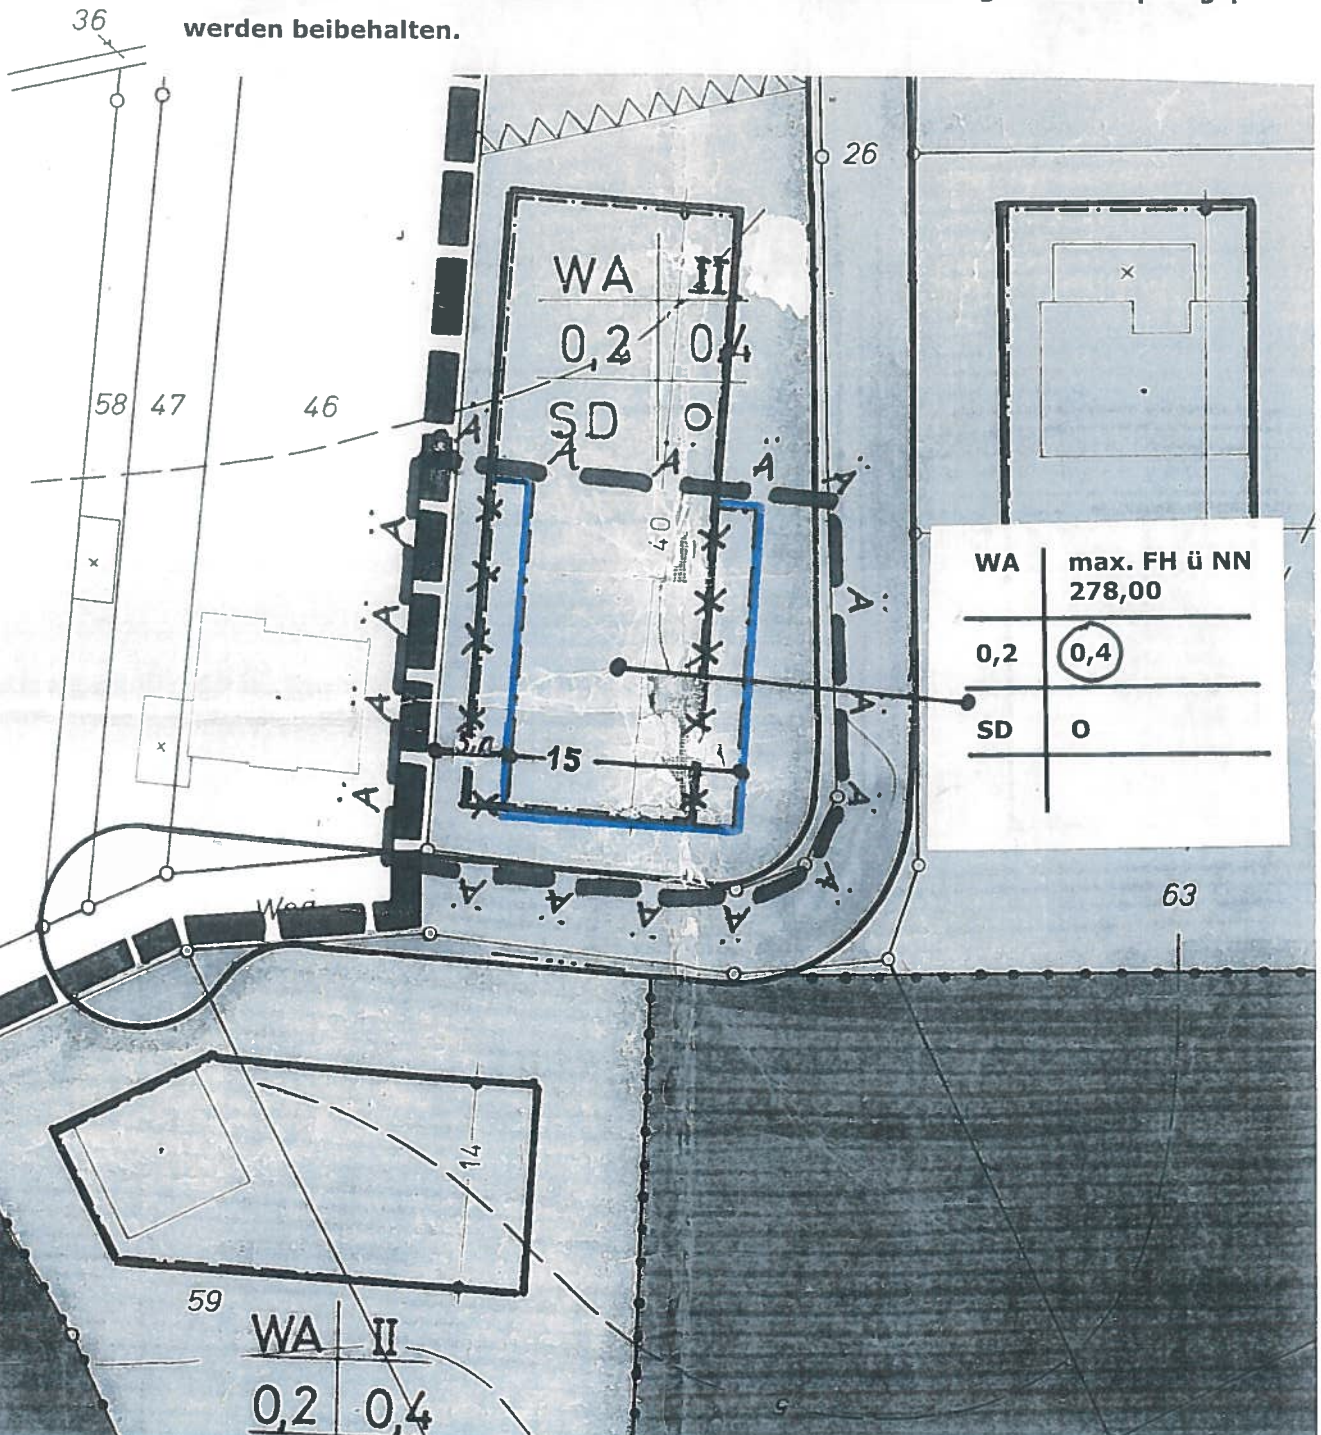 36
werden beibehalten.
26
WA II
0,2 0,4
SD O
58 47 46
Ä Ä Ä Ä Ä
Ä
Ä
Ä
Ä
40
Ä
Ä
Ä
WA max. FH ü NN
278,00
0,2 0,4
SD O
15
Weg
Ä Ä Ä Ä Ä
63
14
59
WA II
0,2 0,4